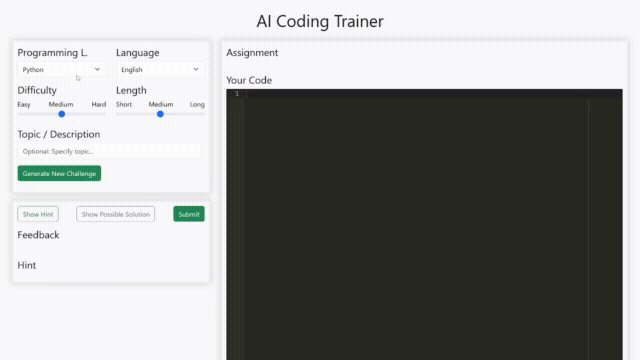 AI Coding Trainer
Programming L.
Language
Python
English
Difficulty
Length
Easy Medium Hard
Short Medium Long
Topic / Description
Optional: Specify topic...
Generate New Challenge
Show Hint
Show Possible Solution
Submit
Feedback
Hint
Assignment
Your Code
1